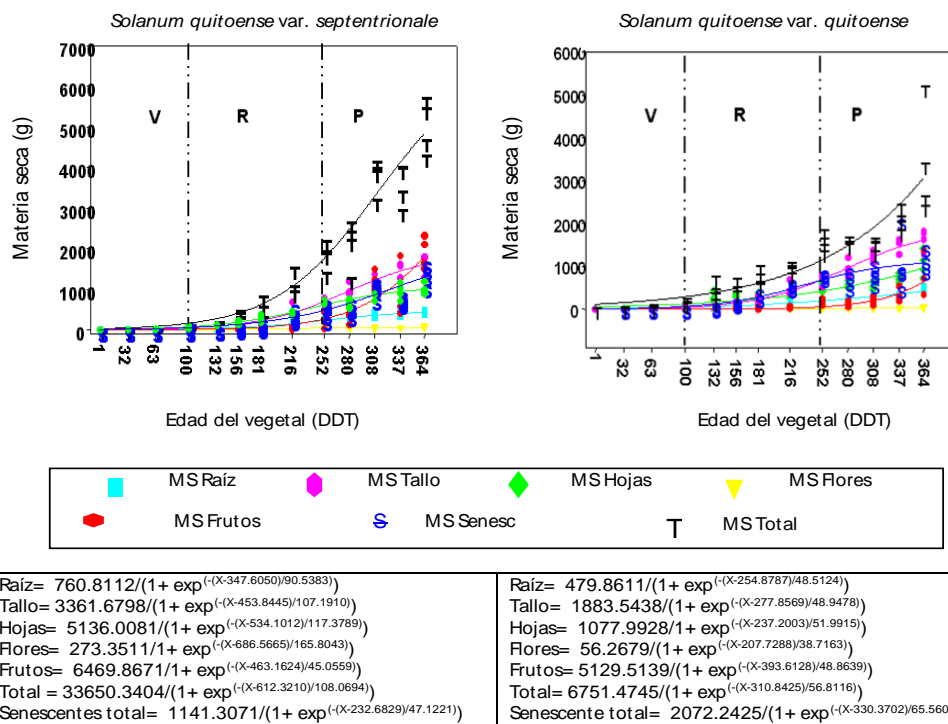 Solanum quitoense var. septentrionale
7000
6000
5000
4000
3000
2000
1000
0
V
R
P
Materia seca (g)
1
32
63
100
132
156
181
216
252
280
308
337
364
Edad del vegetal (DDT)
Solanum quitoense var. quitoense
6000
5000
4000
3000
2000
1000
0
V
R
P
Materia seca (g)
1
32
63
100
132
156
181
216
252
280
308
337
364
Edad del vegetal (DDT)
MS Raíz
MS Tallo
MS Hojas
MS Flores
MS Frutos
S MS Senesc
T MS Total
Raíz= 760.8112/(1+ exp(-(X-347.6050)/90.5383)
Tallo= 3361.6798/(1+ exp(-(X-453.8445)/107.1910)
Hojas= 5136.0081/(1+ exp(-(X-534.1012)/117.3789)
Flores= 273.3511/1+ exp(-(X-686.5665)/165.8043)
Frutos= 6469.8671/1+ exp(-(X-463.1624)/45.0559)
Total = 33650.3404/(1+ exp(-(X-612.3210)/108.0694)
Senescentes total= 1141.3071/(1+ exp(-(X-232.6829)/47.1221)
Raíz= 479.8611/(1+ exp(-(X-254.8787)/48.5124)
Tallo= 1883.5438/(1+ exp(-(X-277.8569)/48.9478)
Hojas= 1077.9928/1+ exp(-(X-237.2003)/51.9915)
Flores= 56.2679/1+ exp(-(X-207.7288)/38.7163)
Frutos= 5129.5139/(1+ exp(-(X-393.6128)/48.8639)
Total= 6751.4745/(1+ exp(-(X-310.8425)/56.8116)
Senescente total= 2072.2425/(1+ exp(-(X-330.3702)/65.566